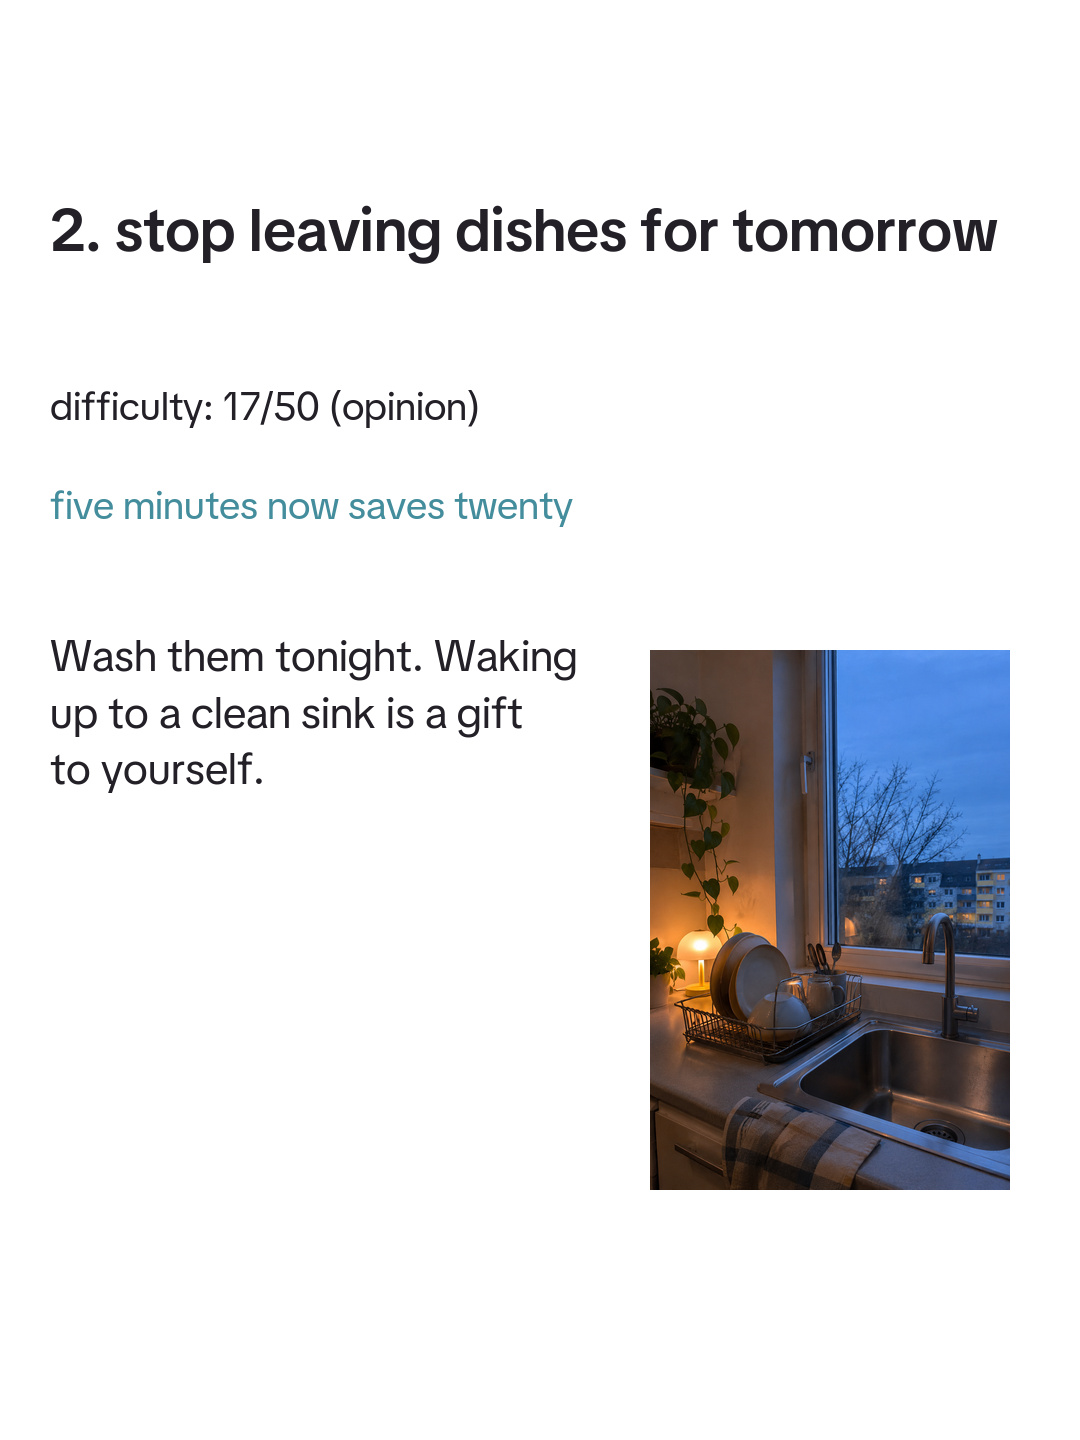 2. stop leaving dishes for tomorrow
difficulty: 17/50 (opinion)
five minutes now saves twenty
Wash them tonight. Waking
up to a clean sink is a gift
to yourself.